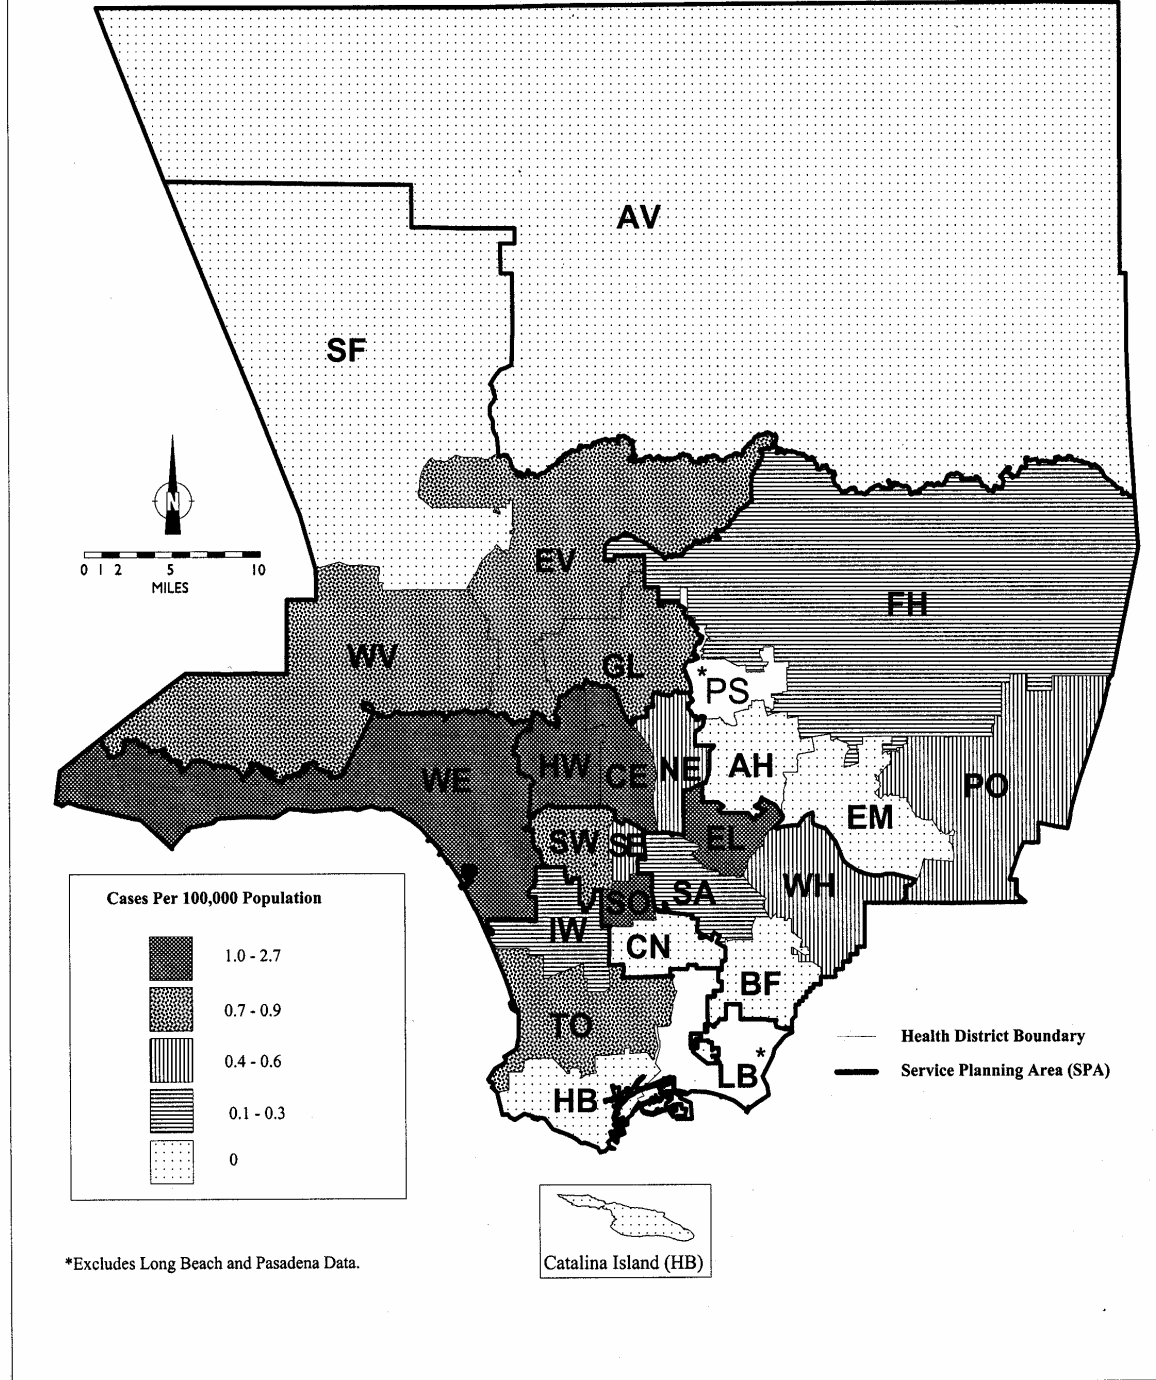 AV
SF
N
0 1 2 5 10
MILES
EV
FH
WV
GL
* PS
WE
HW
CE
NE
AH
PO
EM
SW
SE
EL
SA
WH
SO
IW
CN
BF
TO
LB*
HB
Cases Per 100,000 Population
1.0 - 2.7
0.7 - 0.9
0.4 - 0.6
0.1 - 0.3
0
Health District Boundary
Service Planning Area (SPA)
*Excludes Long Beach and Pasadena Data.
Catalina Island (HB)